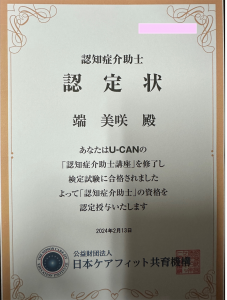 認知症介助士
認定状
端 美咲 殿
あなたはU-CANの
「認知症介助士講座」を修了し
検定試験に合格されました
よって「認知症介助士」の資格を
認定授与いたします
2024年2月13日
公益財団法人
日本ケアフィット共育機構